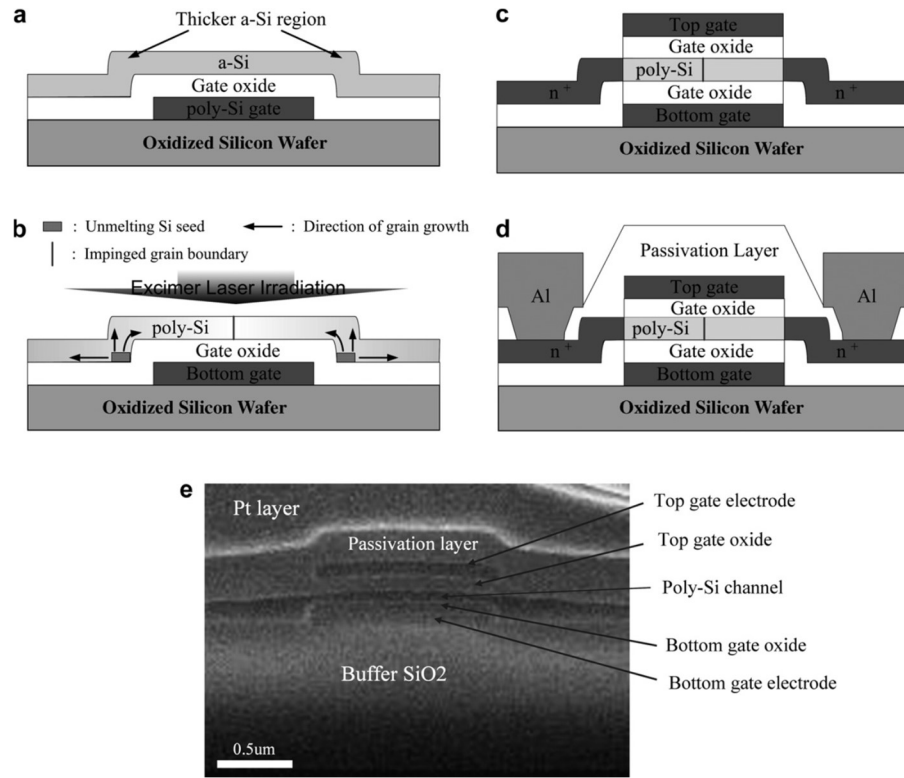 a
Thicker a-Si region
a-Si
Gate oxide
poly-Si gate
Oxidized Silicon Wafer
b
: Unmelting Si seed
: Direction of grain growth
: Impinged grain boundary
Excimer Laser Irradiation
poly-Si
Gate oxide
Bottom gate
Oxidized Silicon Wafer
c
Top gate
Gate oxide
poly-Si
n+
Gate oxide
n+
Bottom gate
Oxidized Silicon Wafer
d
Passivation Layer
Al
Al
Top gate
Gate oxide
poly-Si
n+
Gate oxide
n+
Bottom gate
Oxidized Silicon Wafer
e
Pt layer
Passivation layer
Buffer SiO2
0.5um
Top gate electrode
Top gate oxide
Poly-Si channel
Bottom gate oxide
Bottom gate electrode